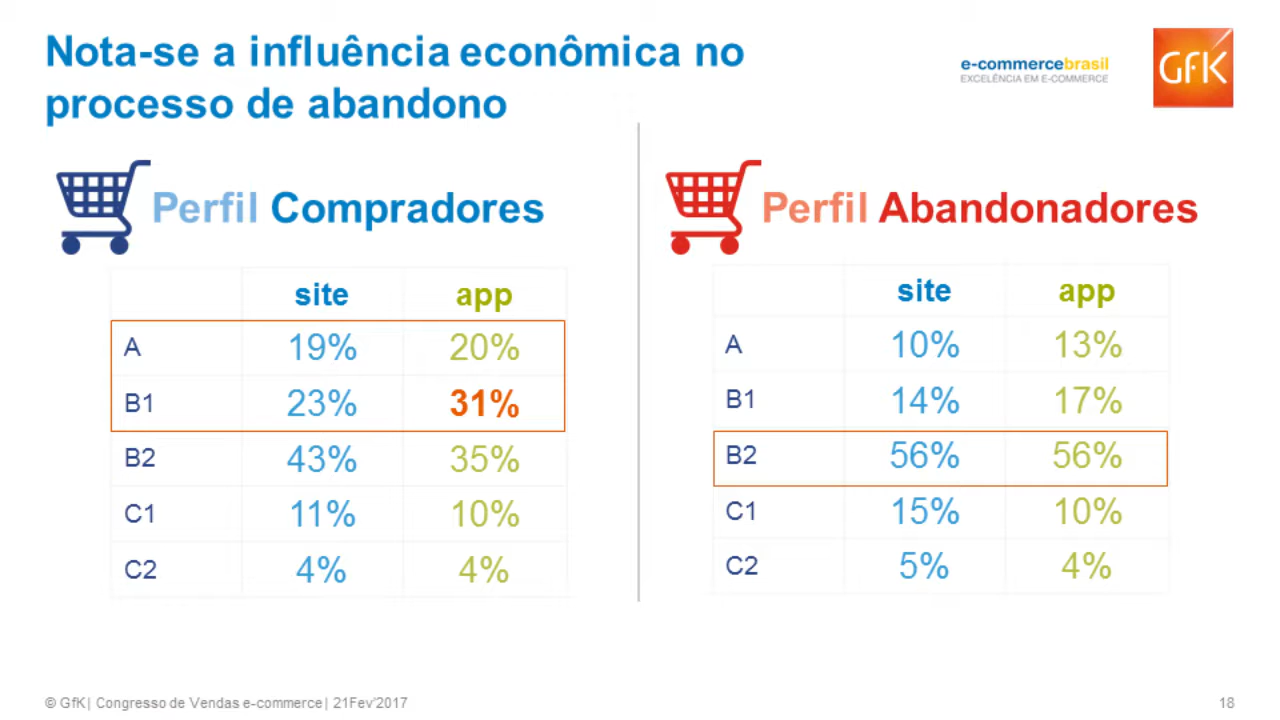 Nota-se a influência econômica no
processo de abandono
e-commercebrasil
EXCELÊNCIA EM E-COMMERCE
GfK
Perfil Compradores
site app
A 19% 20%
B1 23% 31%
B2 43% 35%
C1 11% 10%
C2 4% 4%
Perfil Abandonadores
site app
A 10% 13%
B1 14% 17%
B2 56% 56%
C1 15% 10%
C2 5% 4%
© GfK| Congresso de Vendas e-commerce| 21Fev'2017
18